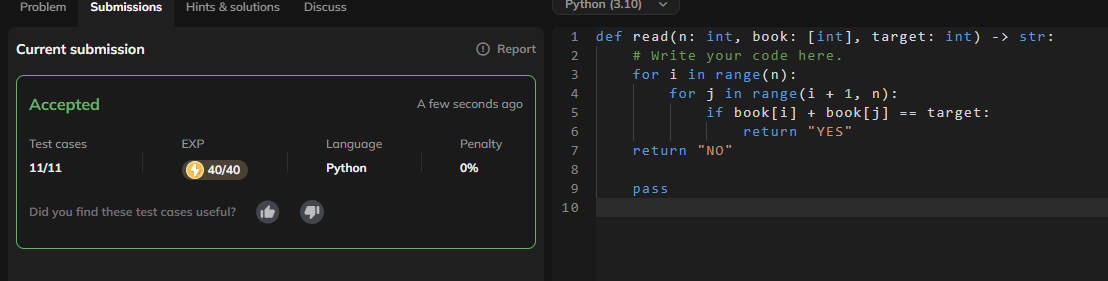 Problem Submissions Hints & solutions Discuss
Python (3.10)
Current submission Report
Accepted A few seconds ago
Test cases EXP Language Penalty
11/11 40/40 Python 0%
Did you find these test cases useful?
1 def read(n: int, book: [int], target: int) -> str:
2     # Write your code here.
3     for i in range(n):
4         for j in range(i + 1, n):
5             if book[i] + book[j] == target:
6                 return "YES"
7     return "NO"
8
9     pass
10